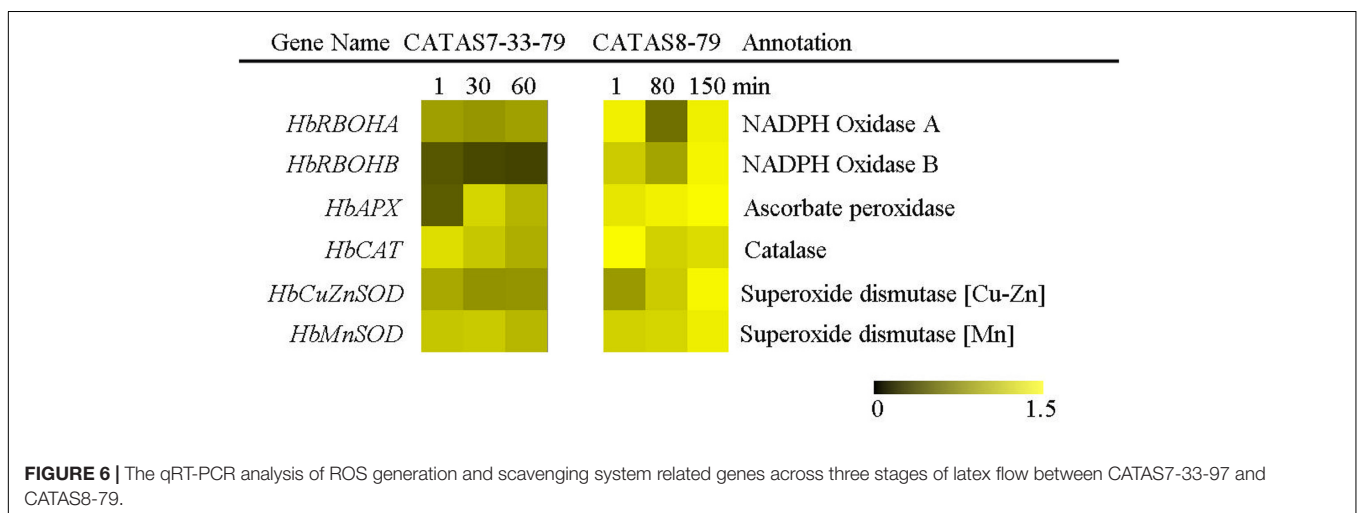 Gene Name CATAS7-33-79 CATAS8-79 Annotation
1 30 60 1 80 150 min
HbRBOHA NADPH Oxidase A
HbRBOHB NADPH Oxidase B
HbAPX Ascorbate peroxidase
HbCAT Catalase
HbCuZnSOD Superoxide dismutase [Cu-Zn]
HbMnSOD Superoxide dismutase [Mn]
0 1.5
FIGURE 6 | The qRT-PCR analysis of ROS generation and scavenging system related genes across three stages of latex flow between CATAS7-33-97 and
CATAS8-79.